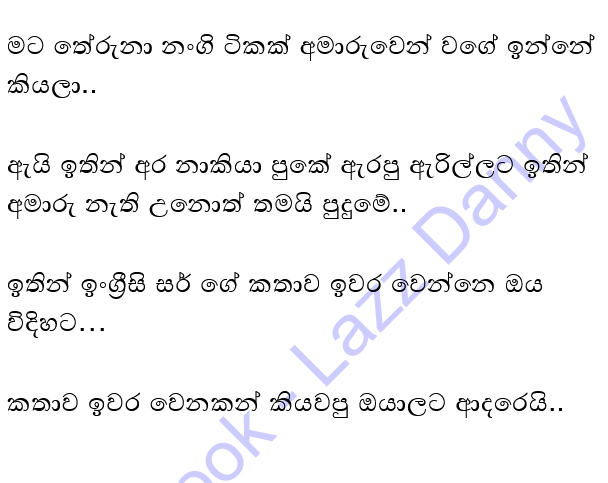 මට තේරුනා නංගි ටිකක් අමාරුවෙන් වගේ ඉන්නේ
කියලා..
ඇයි ඉතින් අර නාකියා පුකේ ඇරපු ඇරිල්ලට ඉතින්
අමාරු නැති උනොත් තමයි පුදුමේ..
ඉතින් ඉංග්‍රීසි සර් ගේ කතාව ඉවර වෙන්නෙ ඔය
විදිහට...
කතාව ඉවර වෙනකන් කියවපු ඔයාලට ආදරෙයි..
ook - Lazz Danny